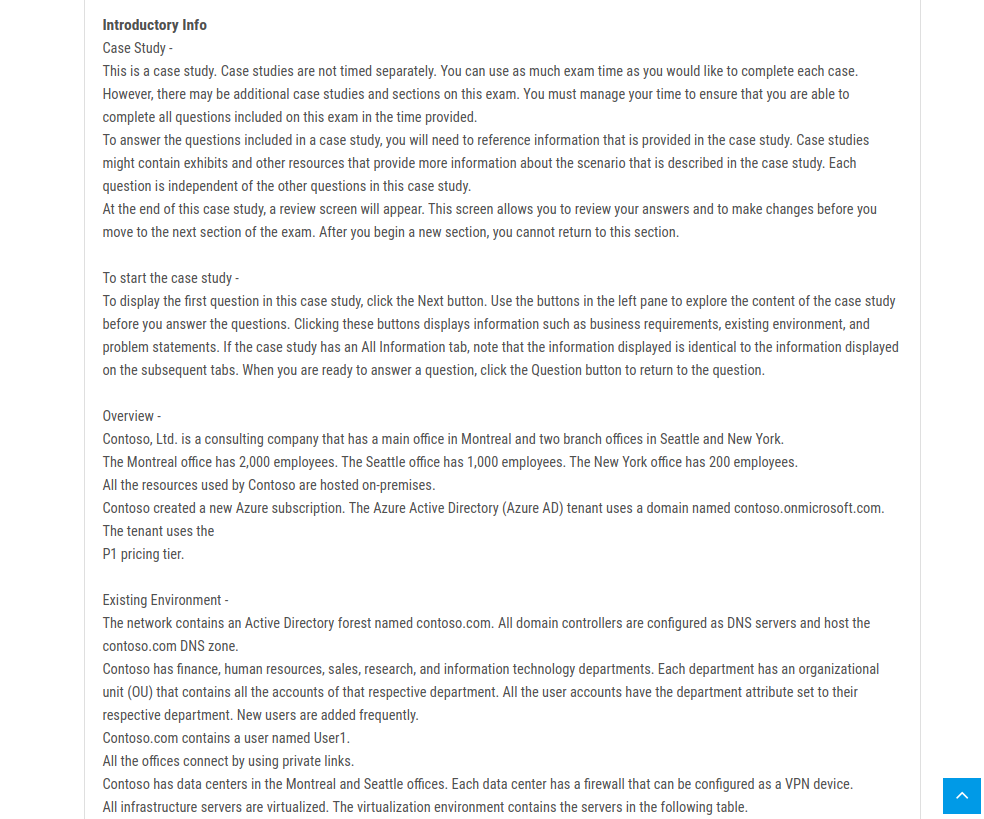 Introductory Info
Case Study -
This is a case study. Case studies are not timed separately. You can use as much exam time as you would like to complete each case.
However, there may be additional case studies and sections on this exam. You must manage your time to ensure that you are able to
complete all questions included on this exam in the time provided.
To answer the questions included in a case study, you will need to reference information that is provided in the case study. Case studies
might contain exhibits and other resources that provide more information about the scenario that is described in the case study. Each
question is independent of the other questions in this case study.
At the end of this case study, a review screen will appear. This screen allows you to review your answers and to make changes before you
move to the next section of the exam. After you begin a new section, you cannot return to this section.
To start the case study -
To display the first question in this case study, click the Next button. Use the buttons in the left pane to explore the content of the case study
before you answer the questions. Clicking these buttons displays information such as business requirements, existing environment, and
problem statements. If the case study has an All Information tab, note that the information displayed is identical to the information displayed
on the subsequent tabs. When you are ready to answer a question, click the Question button to return to the question.
Overview -
Contoso, Ltd. is a consulting company that has a main office in Montreal and two branch offices in Seattle and New York.
The Montreal office has 2,000 employees. The Seattle office has 1,000 employees. The New York office has 200 employees.
All the resources used by Contoso are hosted on-premises.
Contoso created a new Azure subscription. The Azure Active Directory (Azure AD) tenant uses a domain named contoso.onmicrosoft.com.
The tenant uses the
P1 pricing tier.
Existing Environment -
The network contains an Active Directory forest named contoso.com. All domain controllers are configured as DNS servers and host the
contoso.com DNS zone.
Contoso has finance, human resources, sales, research, and information technology departments. Each department has an organizational
unit (OU) that contains all the accounts of that respective department. All the user accounts have the department attribute set to their
respective department. New users are added frequently.
Contoso.com contains a user named User1.
All the offices connect by using private links.
Contoso has data centers in the Montreal and Seattle offices. Each data center has a firewall that can be configured as a VPN device.
All infrastructure servers are virtualized. The virtualization environment contains the servers in the following table.